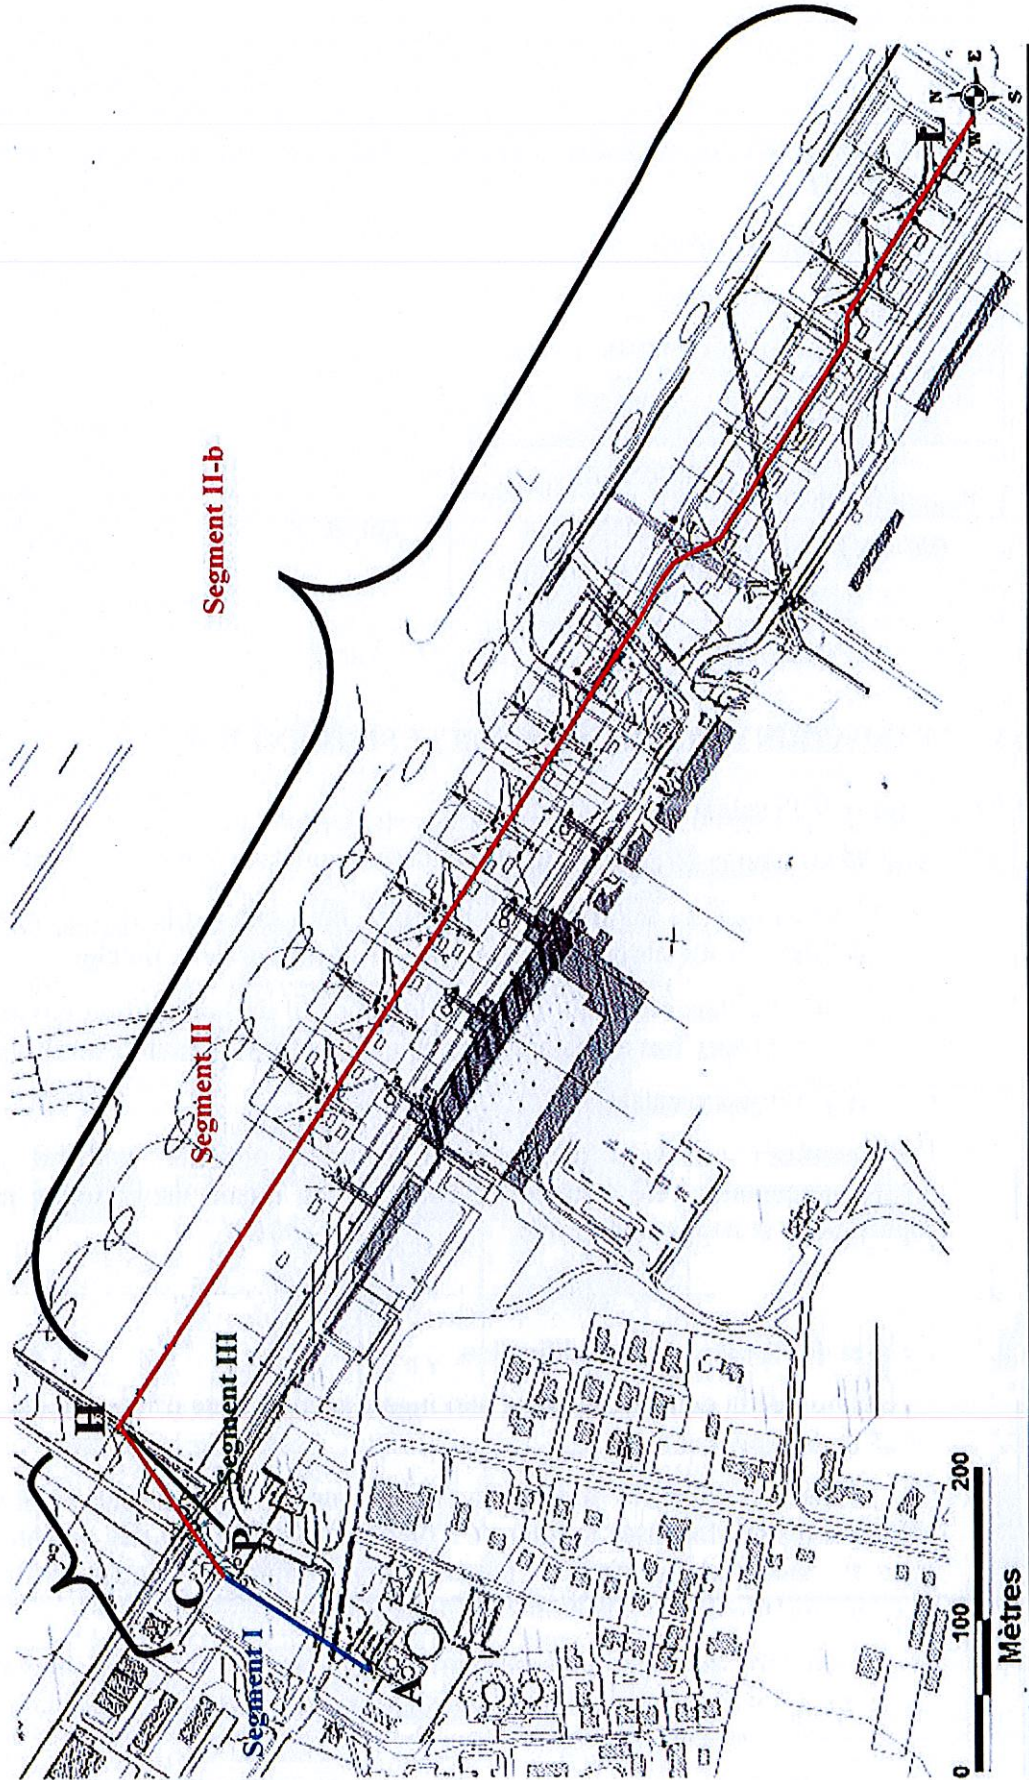 Segment II-b
Segment II
Segment III
Segment I
H
C
P
A
L
N
E
W
S
0
100
200
Mètres